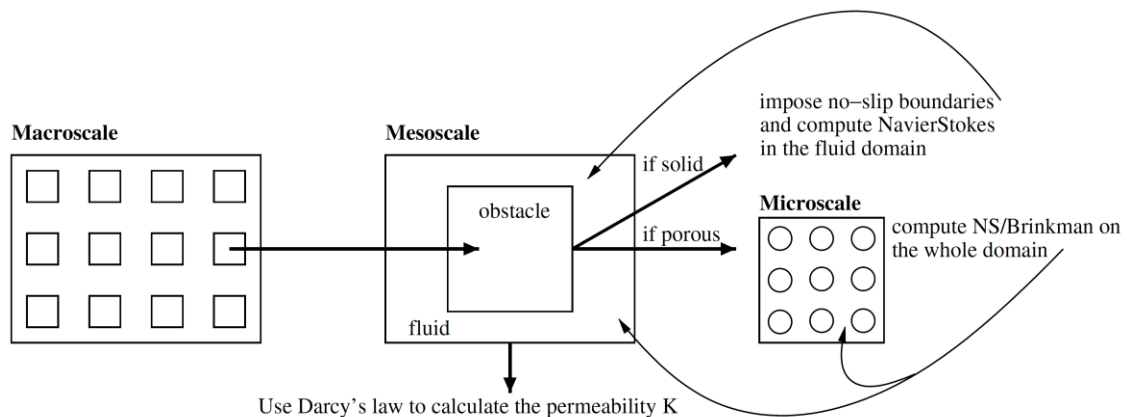 Macroscale
Mesoscale
obstacle
fluid
if solid
if porous
impose no−slip boundaries
and compute NavierStokes
in the fluid domain
Microscale
compute NS/Brinkman on
the whole domain
Use Darcy's law to calculate the permeability K